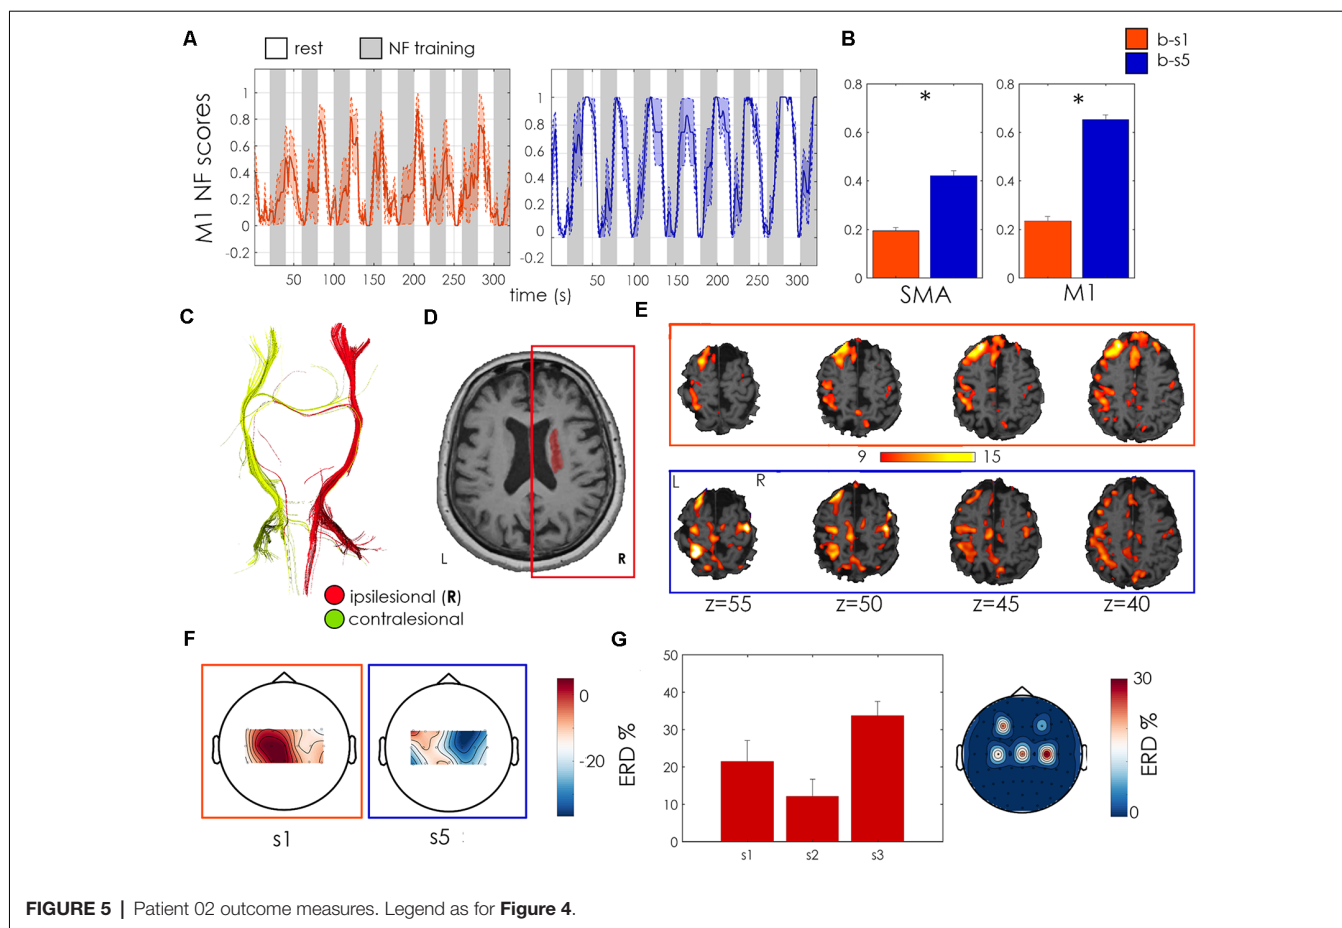 A
rest
NF training
M1 NF scores
1
0.8
0.6
0.4
0.2
0
-0.2
50 100 150 200 250 300
1
0.8
0.6
0.4
0.2
0
-0.2
50 100 150 200 250 300
time (s)
B
b-s1
b-s5
0.8
0.6
0.4
0.2
0
*
SMA
0.8
0.6
0.4
0.2
0
*
M1
C
ipsilesional (R)
contralesional
D
L
R
E
9 15
L R
z=55 z=50 z=45 z=40
F
s1
s5
0
-20
ERD %
G
50
40
30
20
10
0
s1 s2 s3
30
0
ERD %
FIGURE 5 | Patient 02 outcome measures. Legend as for Figure 4.